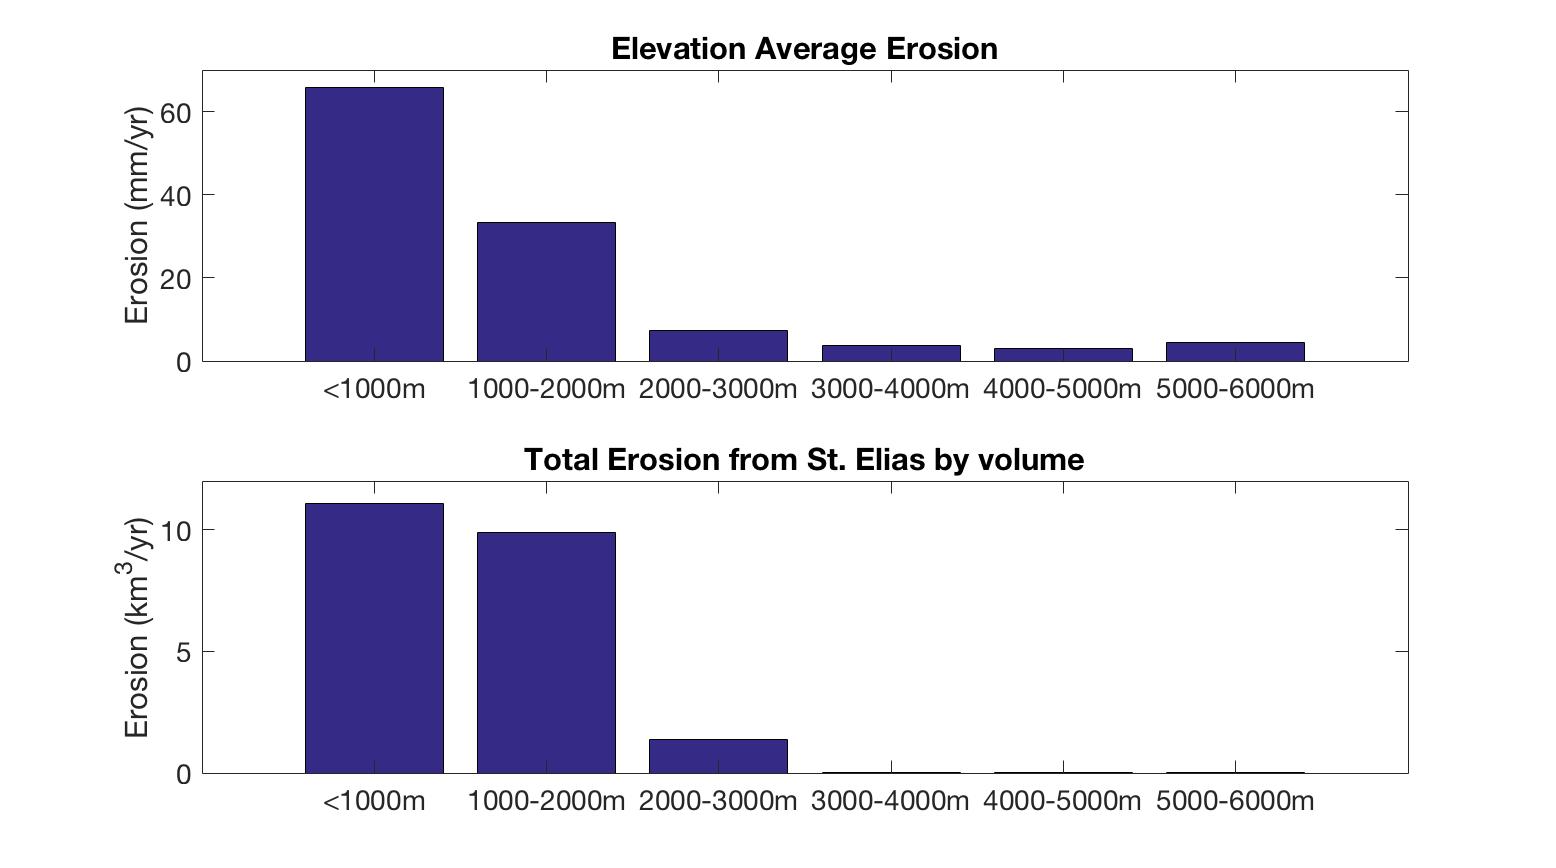 Elevation Average Erosion
Erosion (mm/yr)
60
40
20
0
<1000m 1000-2000m 2000-3000m 3000-4000m 4000-5000m 5000-6000m
Total Erosion from St. Elias by volume
Erosion (km³/yr)
10
5
0
<1000m 1000-2000m 2000-3000m 3000-4000m 4000-5000m 5000-6000m